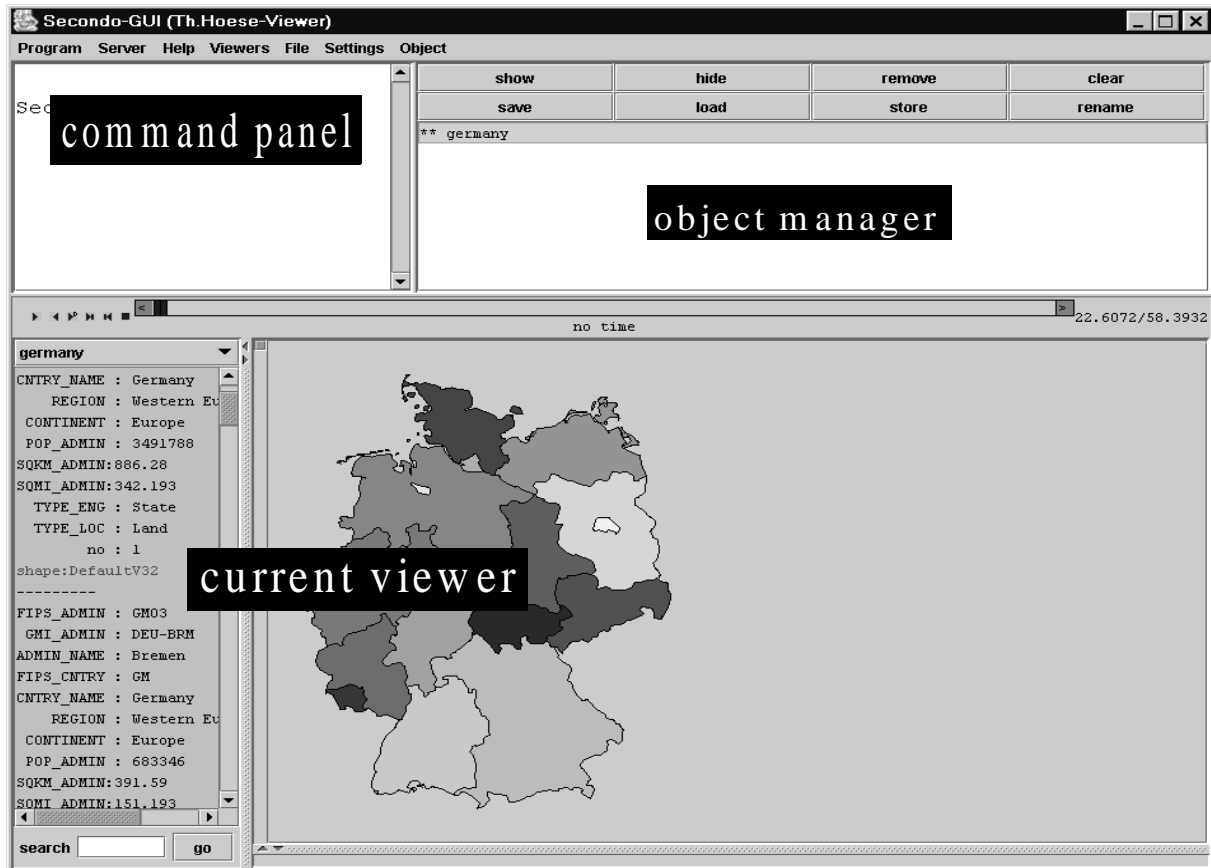 Secondo-GUI (Th.Hoese-Viewer)
Program Server Help Viewers File Settings Object
show hide remove clear
save load store rename
Sec
command panel
** germany
object manager
< >
no time
22.6072/58.3932
germany
CNTRY_NAME : Germany
REGION : Western Eu
CONTINENT : Europe
POP_ADMIN : 3491788
SQKM_ADMIN:886.28
SQMI_ADMIN:342.193
TYPE_ENG : State
TYPE_LOC : Land
no : 1
shape:DefaultV32
---------
FIPS_ADMIN : GM03
GMI_ADMIN : DEU-BRM
ADMIN_NAME : Bremen
FIPS_CNTRY : GM
CNTRY_NAME : Germany
REGION : Western Eu
CONTINENT : Europe
POP_ADMIN : 683346
SQKM_ADMIN:391.59
SQMI_ADMIN:151.193
current viewer
search go